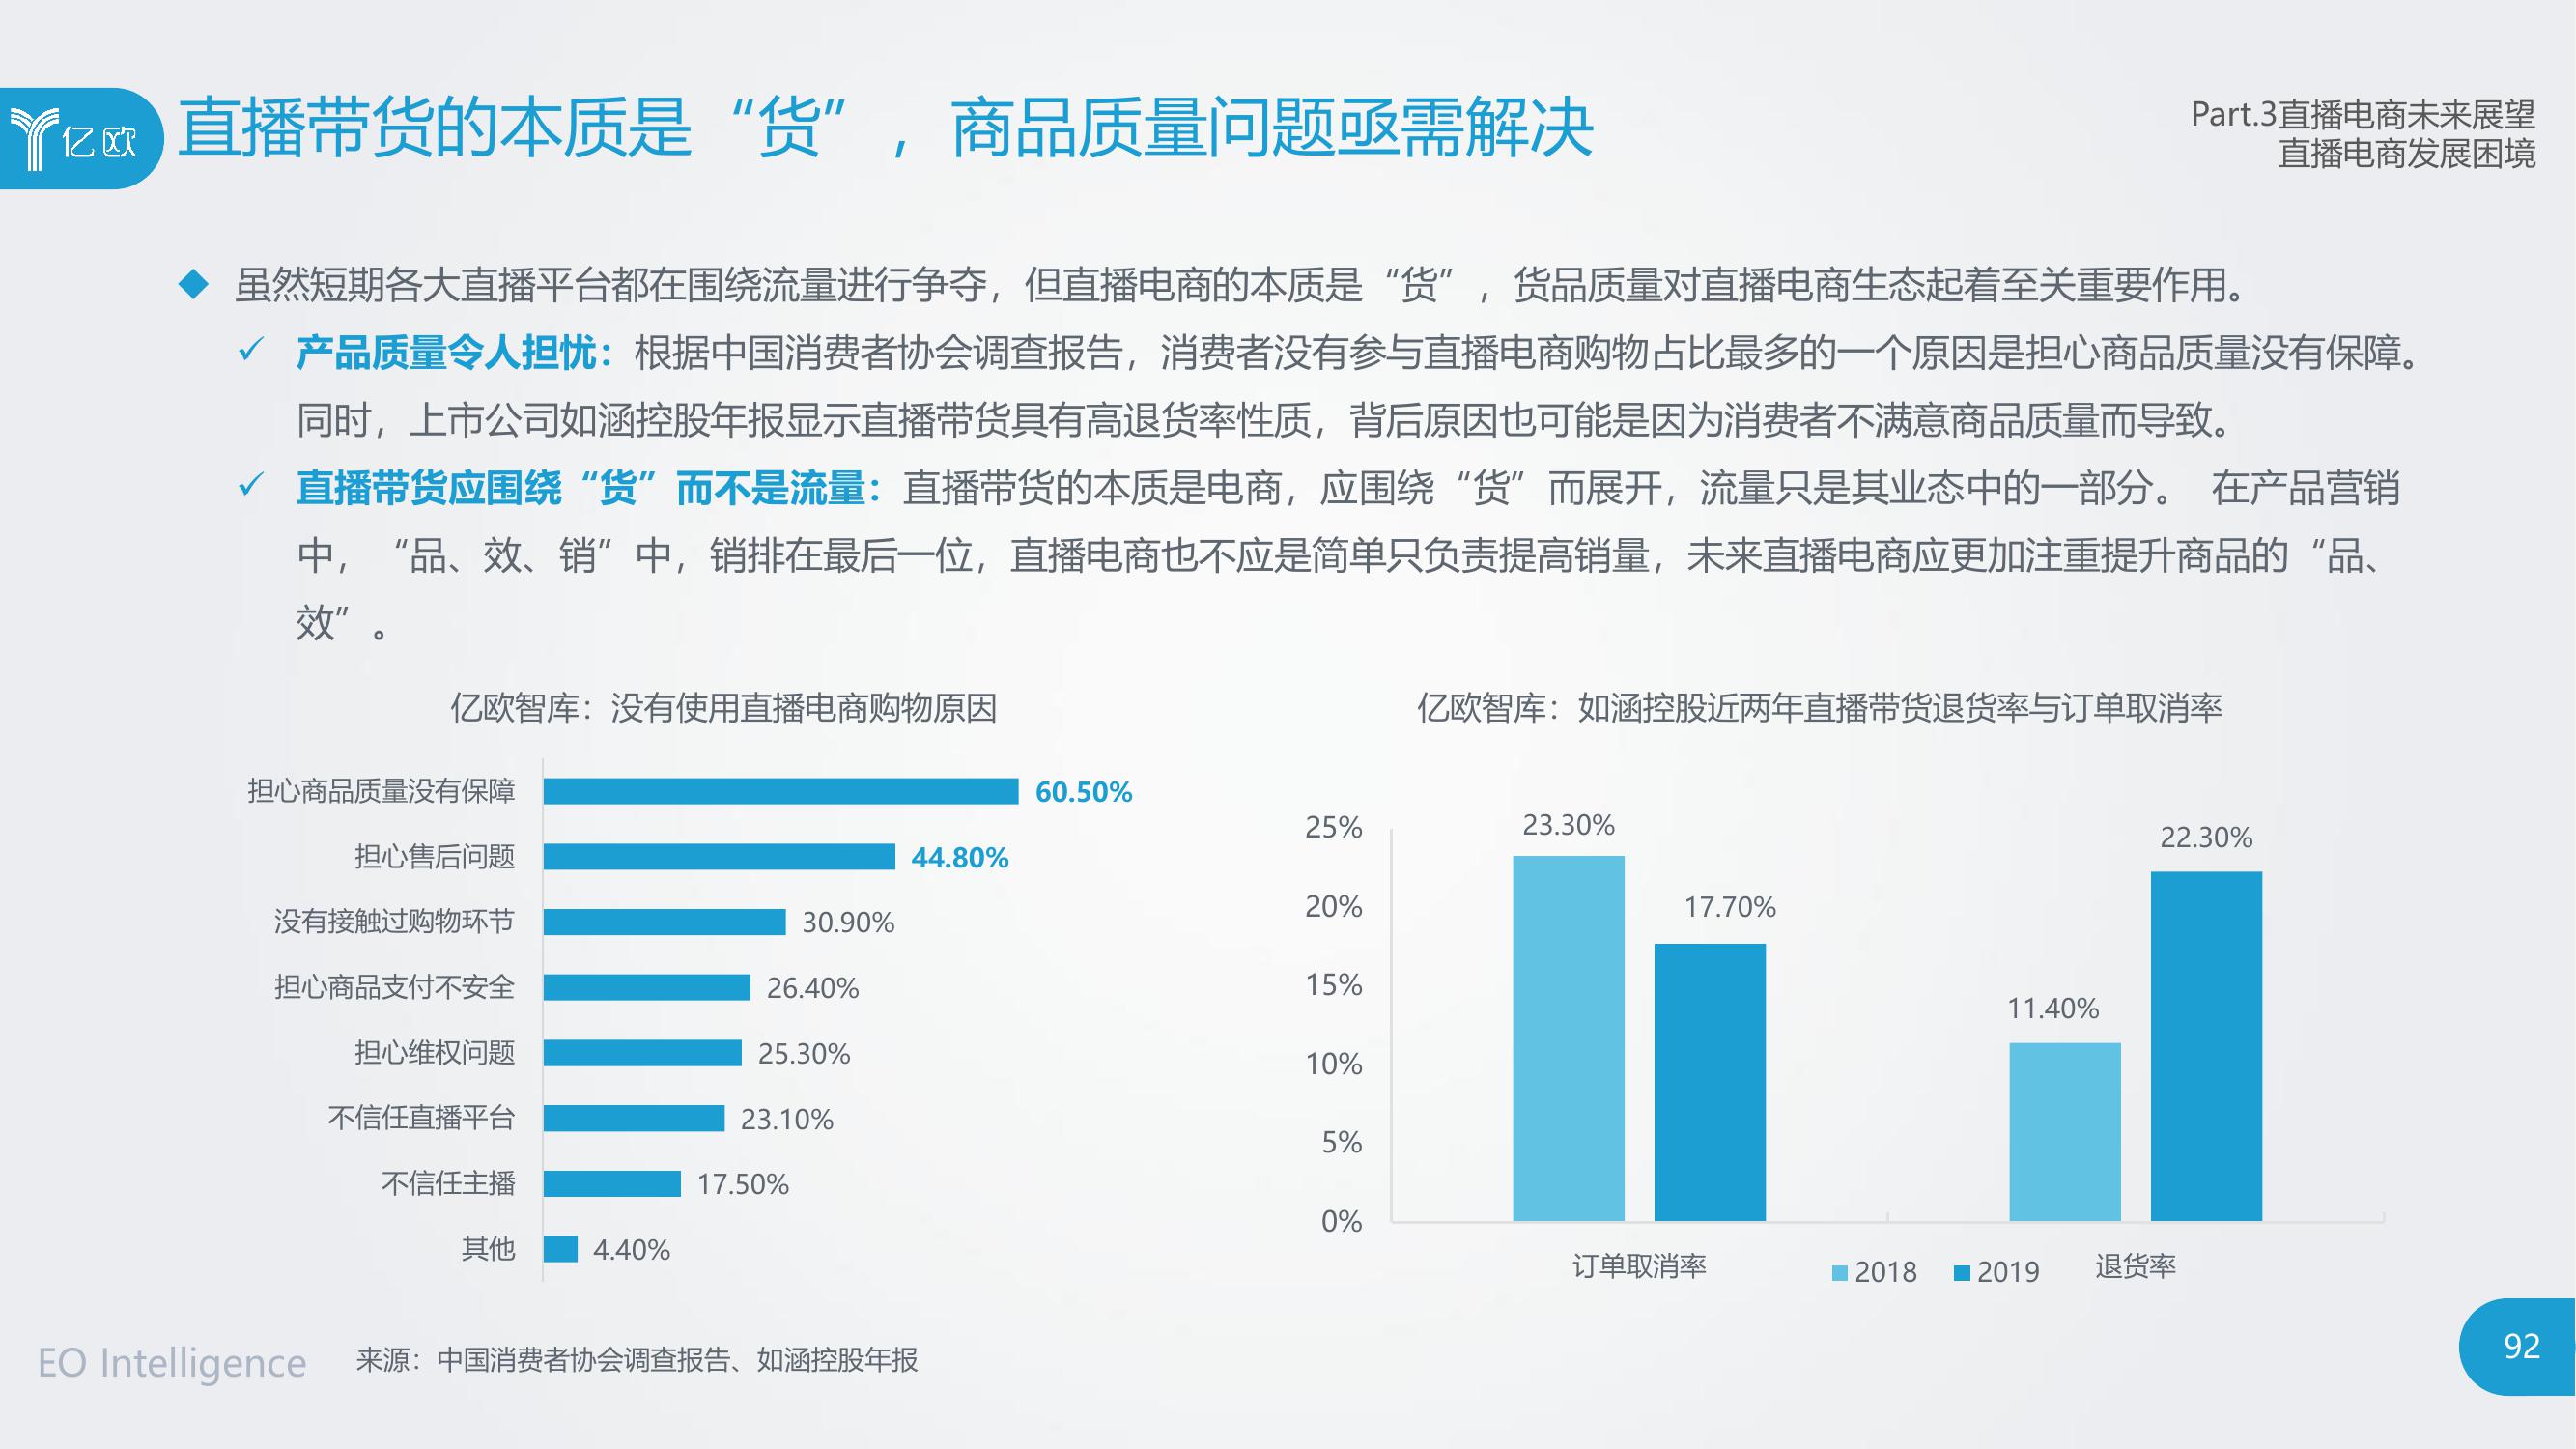 亿欧
直播带货的本质是“货”，商品质量问题亟需解决
Part.3直播电商未来展望
直播电商发展困境
虽然短期各大直播平台都在围绕流量进行争夺，但直播电商的本质是“货”，货品质量对直播电商生态起着至关重要作用。
产品质量令人担忧：根据中国消费者协会调查报告，消费者没有参与直播电商购物占比最多的一个原因是担心商品质量没有保障。
同时，上市公司如涵控股年报显示直播带货具有高退货率性质，背后原因也可能是因为消费者不满意商品质量而导致。
直播带货应围绕“货”而不是流量：直播带货的本质是电商，应围绕“货”而展开，流量只是其业态中的一部分。 在产品营销
中，“品、效、销”中，销排在最后一位，直播电商也不应是简单只负责提高销量，未来直播电商应更加注重提升商品的“品、
效”。
亿欧智库：没有使用直播电商购物原因
担心商品质量没有保障 60.50%
担心售后问题 44.80%
没有接触过购物环节 30.90%
担心商品支付不安全 26.40%
担心维权问题 25.30%
不信任直播平台 23.10%
不信任主播 17.50%
其他 4.40%
亿欧智库：如涵控股近两年直播带货退货率与订单取消率
25%
20%
15%
10%
5%
0%
23.30%
17.70%
11.40%
22.30%
订单取消率
2018 2019
退货率
EO Intelligence
来源：中国消费者协会调查报告、如涵控股年报
92